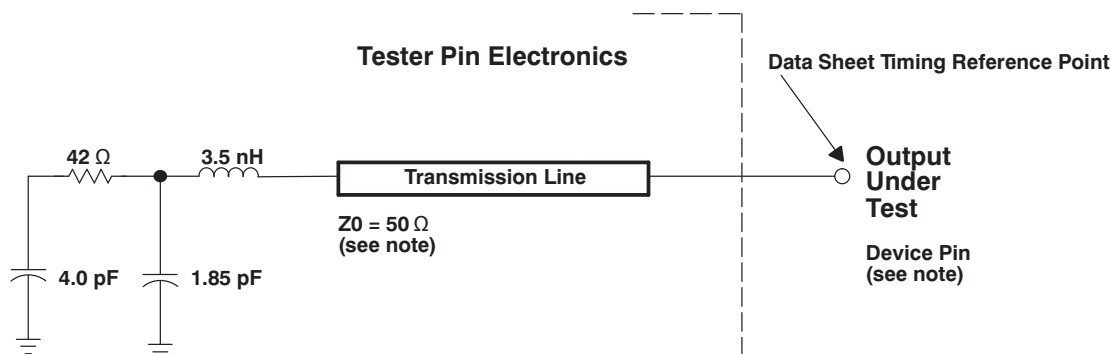 Tester Pin Electronics
Data Sheet Timing Reference Point
42 Ω
3.5 nH
Transmission Line
Output
Under
Test
Z0 = 50 Ω
(see note)
Device Pin
(see note)
4.0 pF
1.85 pF